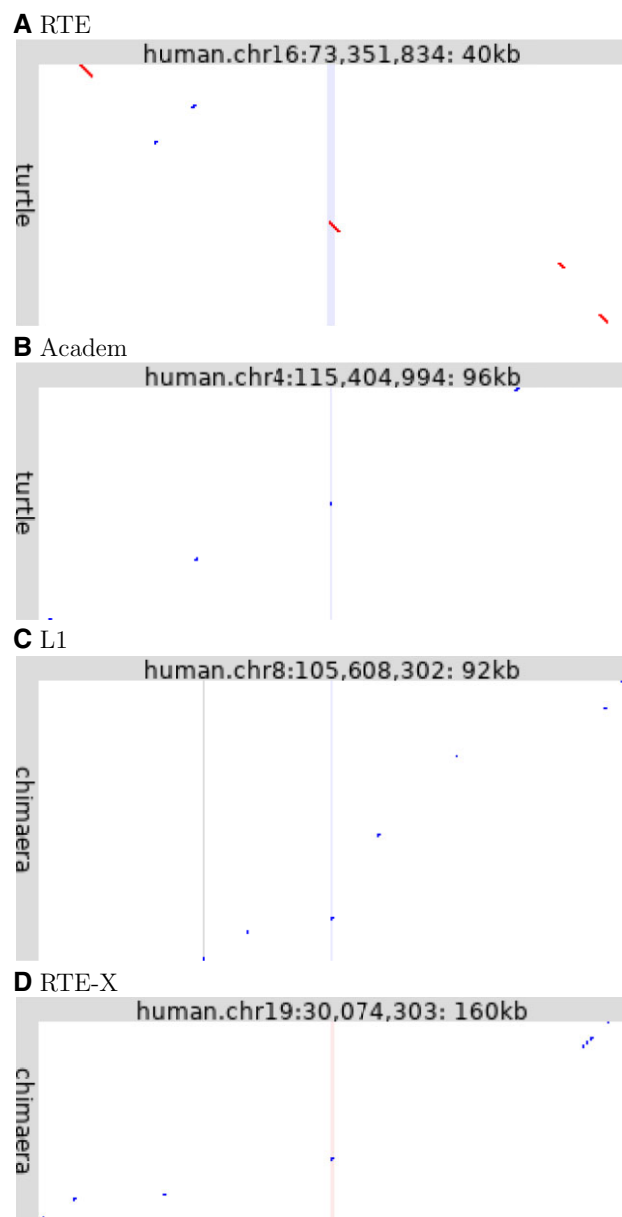 A RTE
human.chr16:73,351,834: 40kb
turtle
B Academ
human.chr4:115,404,994: 96kb
turtle
C L1
human.chr8:105,608,302: 92kb
chimaera
D RTE-X
human.chr19:30,074,303: 160kb
chimaera